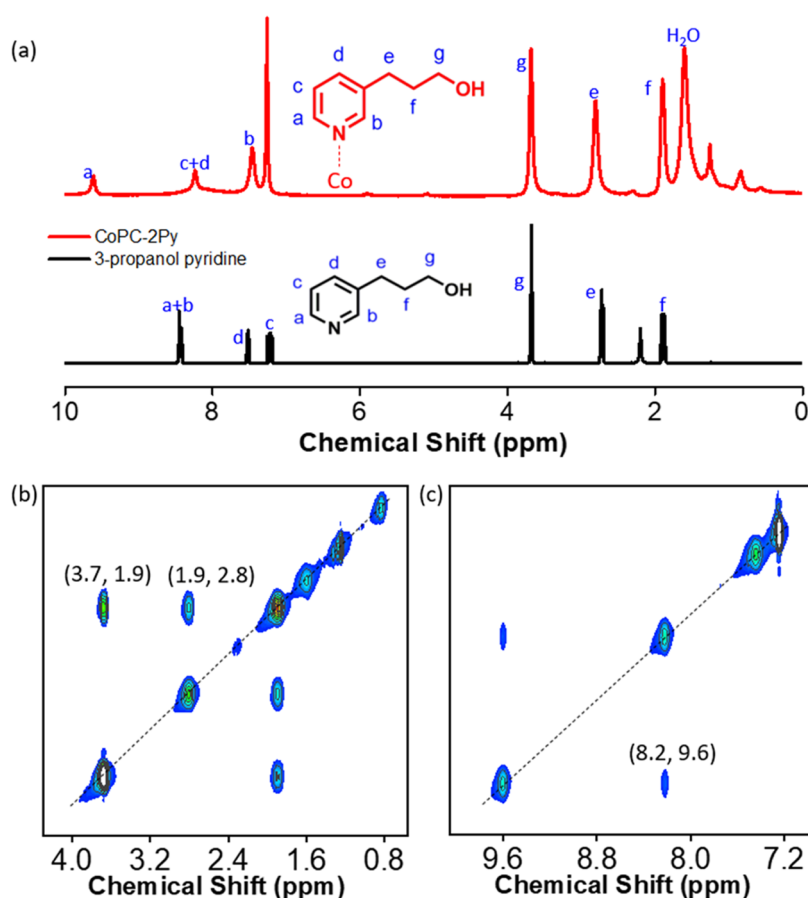 (a)
H₂O
d
e
g
c
f
OH
a
N
b
Co
a
c+d
b
g
e
f
CoPC-2Py
3-propanol pyridine
d
e
g
c
f
OH
a
N
b
a+b
d
c
g
e
f
10
8
6
4
2
0
Chemical Shift (ppm)
(b)
(3.7, 1.9)
(1.9, 2.8)
4.0
3.2
2.4
1.6
0.8
Chemical Shift (ppm)
(c)
(8.2, 9.6)
9.6
8.8
8.0
7.2
Chemical Shift (ppm)